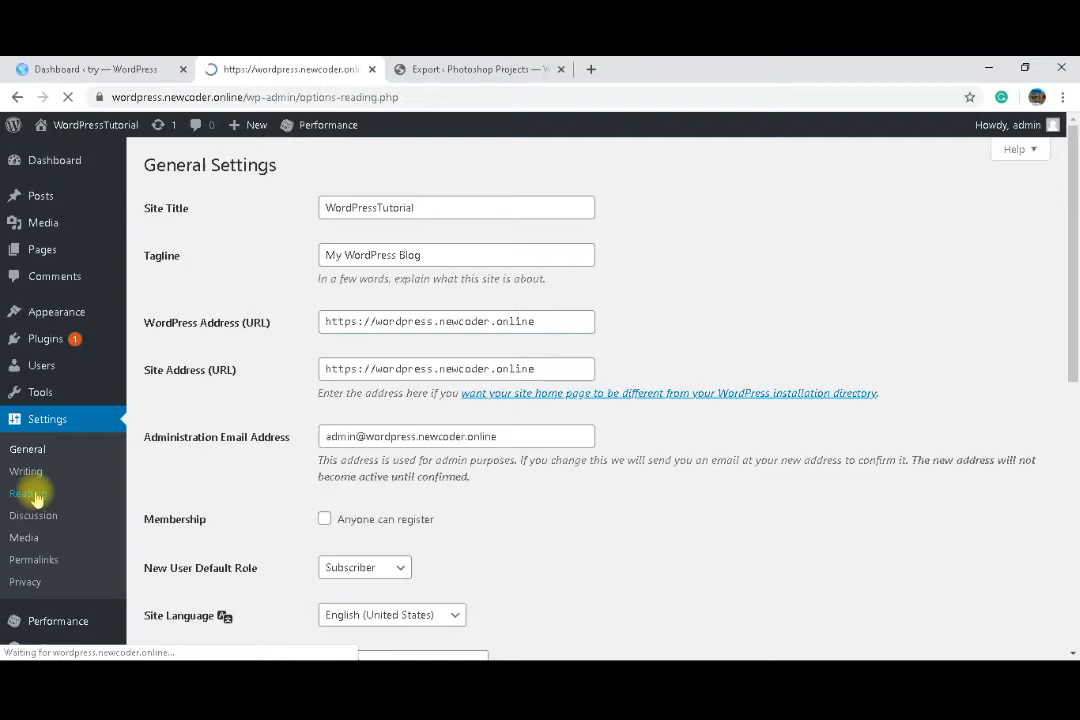 Dashboard ‹ try — WordPress
https://wordpress.newcoder.onli
Export ‹ Photoshop Projects — W
wordpress.newcoder.online/wp-admin/options-reading.php
WordPressTutorial 1 0 New Performance Howdy, admin
Help
Dashboard
Posts
Media
Pages
Comments
Appearance
Plugins 1
Users
Tools
Settings
General
Writing
Reading
Discussion
Media
Permalinks
Privacy
Performance
General Settings
Site Title WordPressTutorial
Tagline My WordPress Blog
In a few words, explain what this site is about.
WordPress Address (URL) https://wordpress.newcoder.online
Site Address (URL) https://wordpress.newcoder.online
Enter the address here if you want your site home page to be different from your WordPress installation directory.
Administration Email Address admin@wordpress.newcoder.online
This address is used for admin purposes. If you change this we will send you an email at your new address to confirm it. The new address will not
become active until confirmed.
Membership Anyone can register
New User Default Role Subscriber
Site Language English (United States)
Waiting for wordpress.newcoder.online...